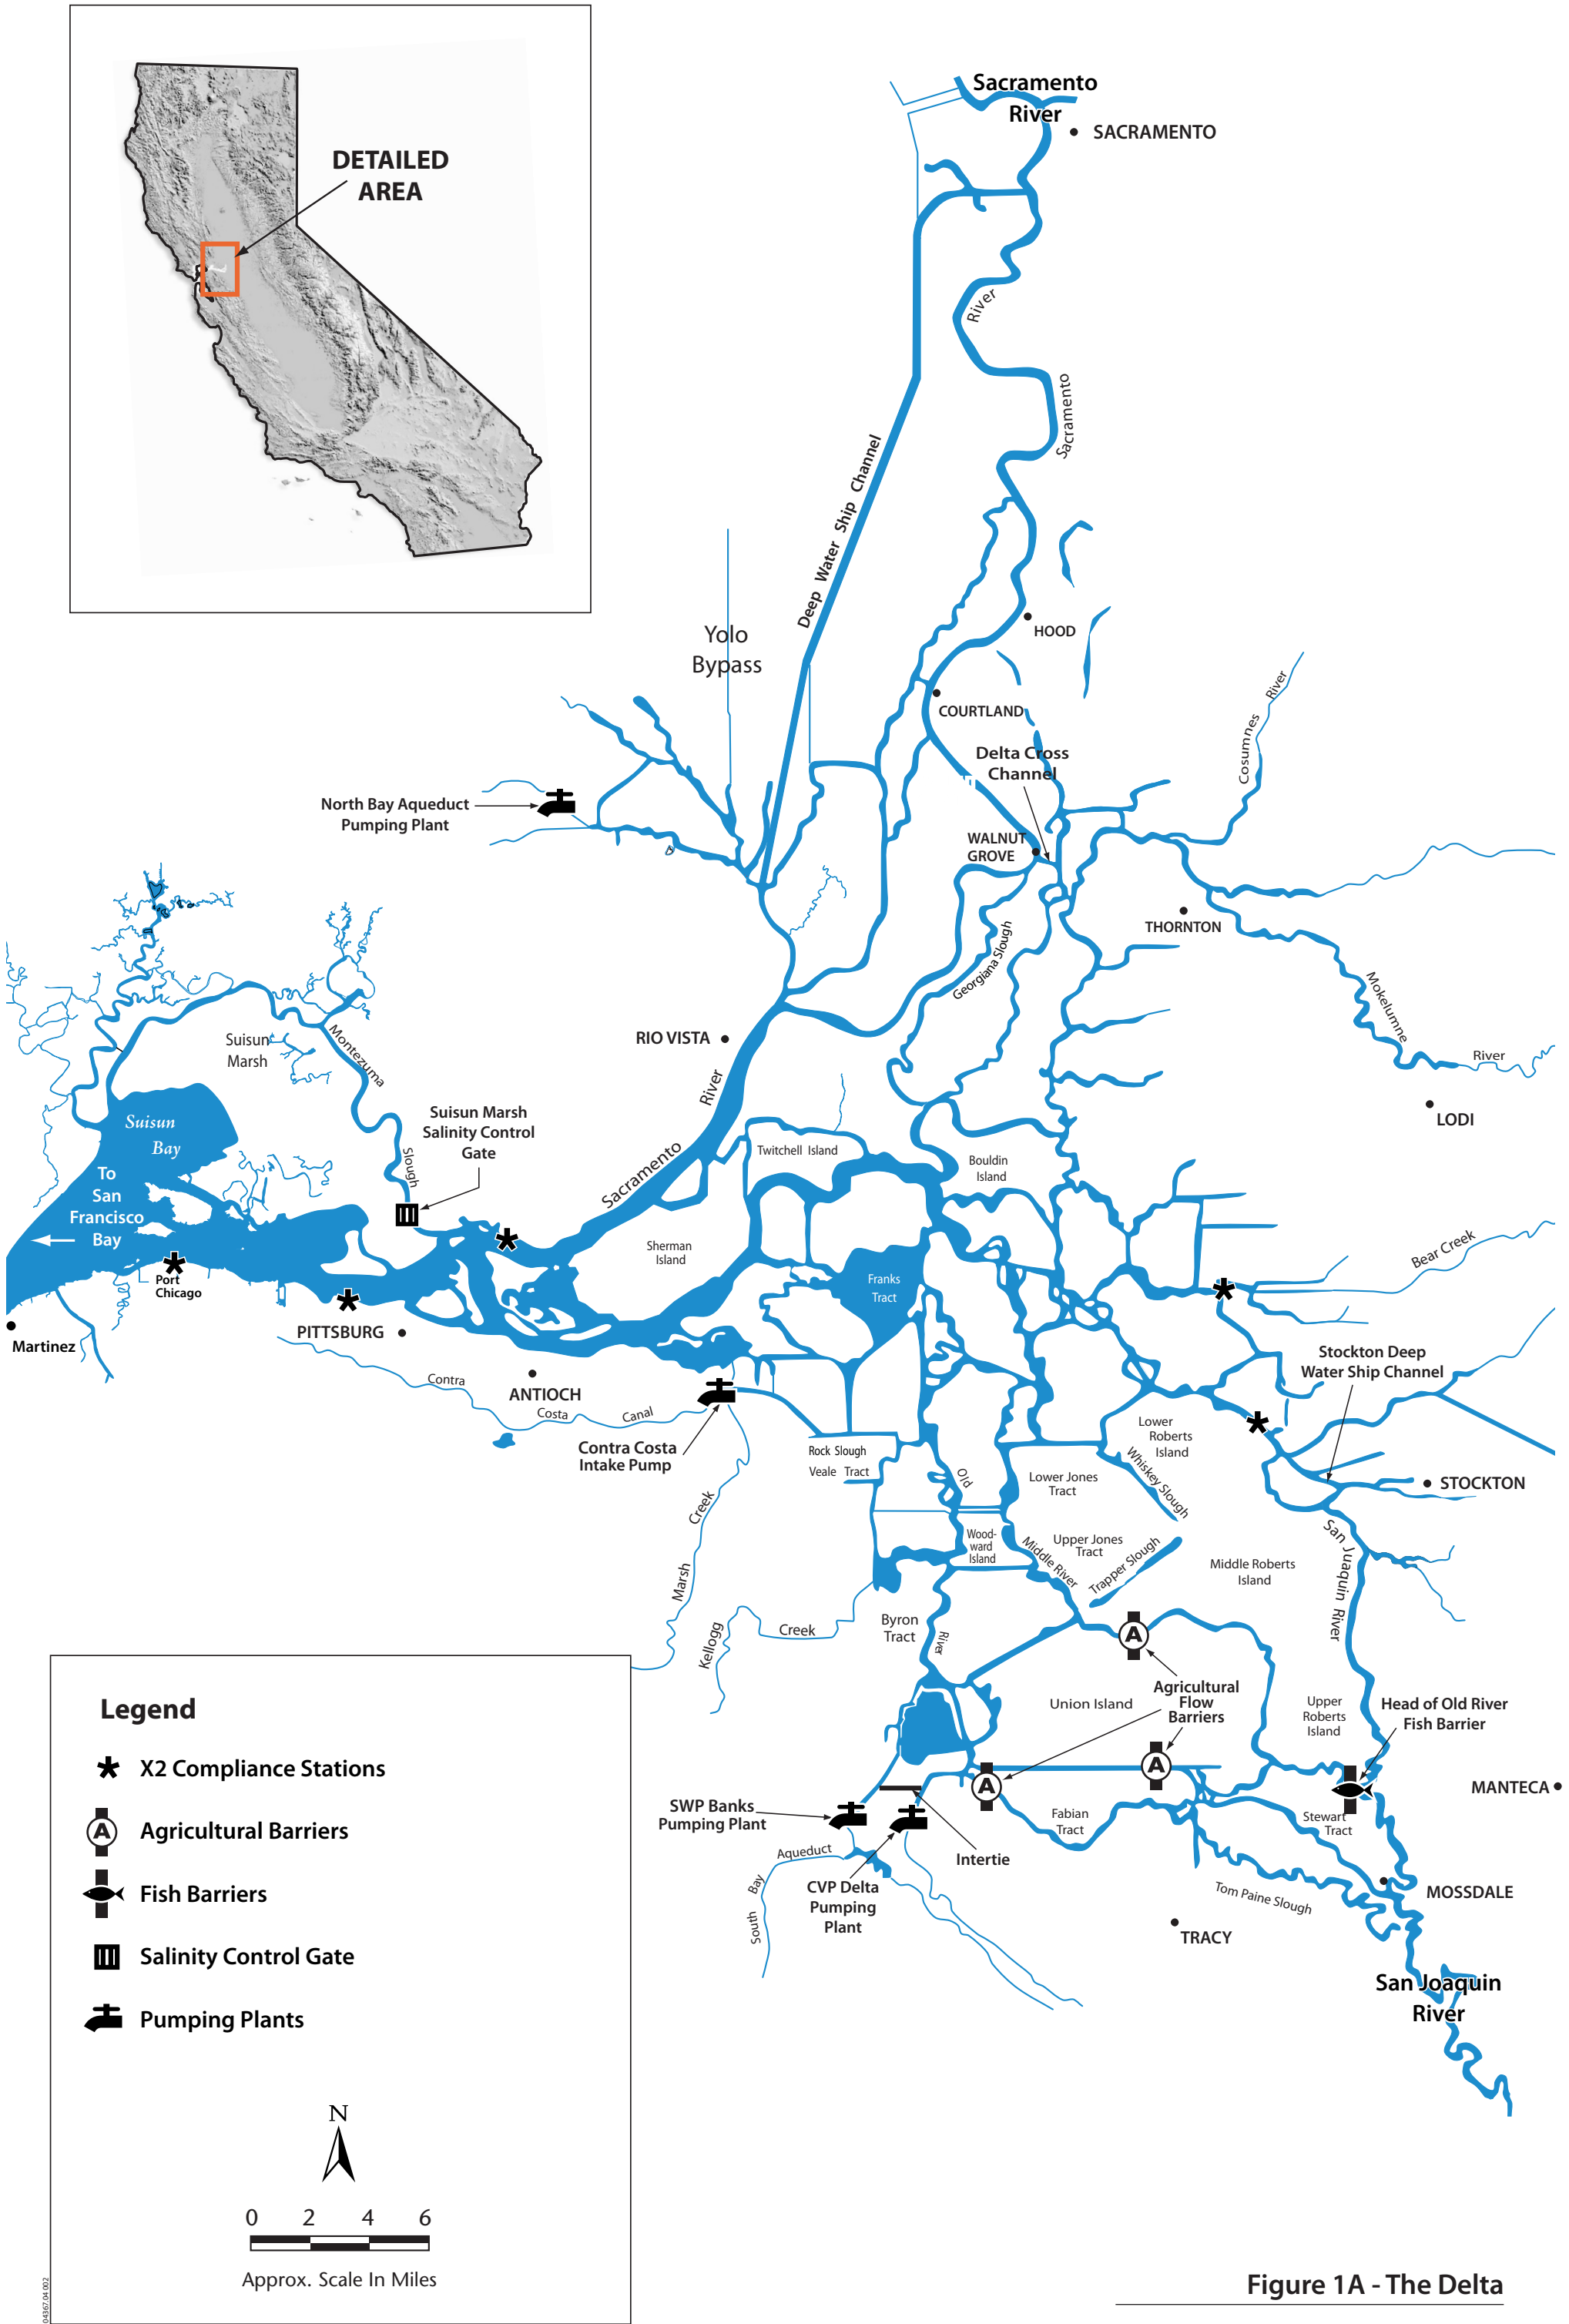 DETAILED
AREA
Sacramento
River
SACRAMENTO
River
Sacramento
Deep Water Ship Channel
Yolo
Bypass
HOOD
COURTLAND
Delta Cross
Channel
Cosumnes River
North Bay Aqueduct
Pumping Plant
WALNUT
GROVE
THORNTON
Georgiana Slough
Mokelumne
River
LODI
RIO VISTA
River
Sacramento
Suisun
Marsh
Montezuma
Slough
Suisun Marsh
Salinity Control
Gate
Suisun
Bay
To
San
Francisco
Bay
Port
Chicago
Martinez
PITTSBURG
ANTIOCH
Contra
Costa
Canal
Contra Costa
Intake Pump
Twitchell Island
Bouldin
Island
Sherman
Island
Franks
Tract
Bear Creek
Stockton Deep
Water Ship Channel
Lower
Roberts
Island
Whiskey Slough
Rock Slough
Veale Tract
Old
Lower Jones
Tract
STOCKTON
Wood-
ward
Island
Middle River
Upper Jones
Tract
Trapper Slough
Middle Roberts
Island
San Juaquin River
Marsh Creek
Kellogg
Creek
Byron
Tract
River
Union Island
Agricultural
Flow
Barriers
Upper
Roberts
Island
Head of Old River
Fish Barrier
MANTECA
SWP Banks
Pumping Plant
Fabian
Tract
Stewart
Tract
Intertie
South Bay Aqueduct
CVP Delta
Pumping
Plant
Tom Paine Slough
MOSSDALE
TRACY
San Joaquin
River
Legend
X2 Compliance Stations
A Agricultural Barriers
Fish Barriers
Salinity Control Gate
Pumping Plants
A
A
A
N
0 2 4 6
Approx. Scale In Miles
04367.04 002
Figure 1A - The Delta